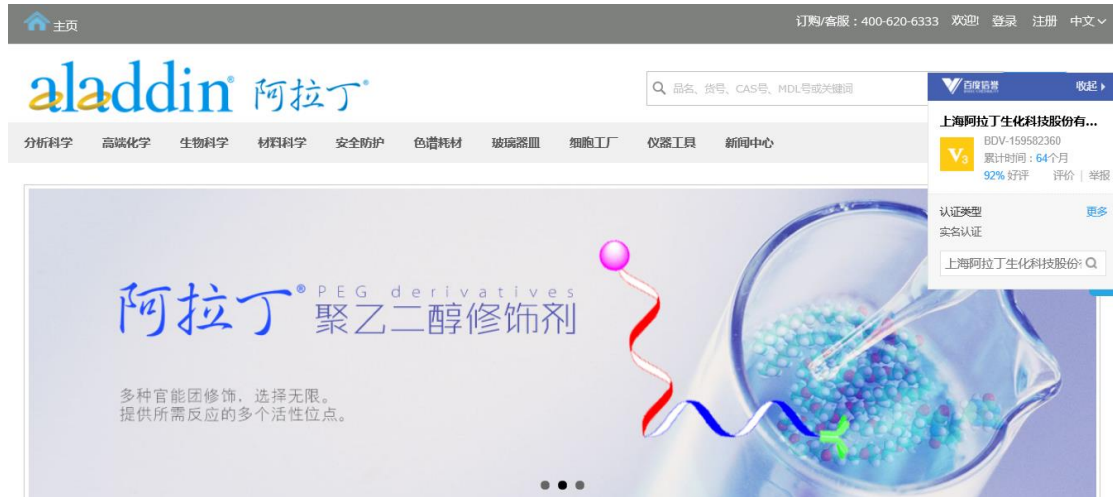 主页
订购/客服：400-620-6333 欢迎! 登录 注册 中文
aladdin® 阿拉丁®
品名、货号、CAS号、MDL号或关键词
百度信誉 收起
上海阿拉丁生化科技股份有...
V3
BDV-159582360
累计时间：64个月
92% 好评 评价 | 举报
认证类型 更多
实名认证
上海阿拉丁生化科技股份
分析科学 高端化学 生物科学 材料科学 安全防护 色谱耗材 玻璃器皿 细胞工厂 仪器工具 新闻中心
阿拉丁®
PEG derivatives
聚乙二醇修饰剂
多种官能团修饰，选择无限。
提供所需反应的多个活性位点。